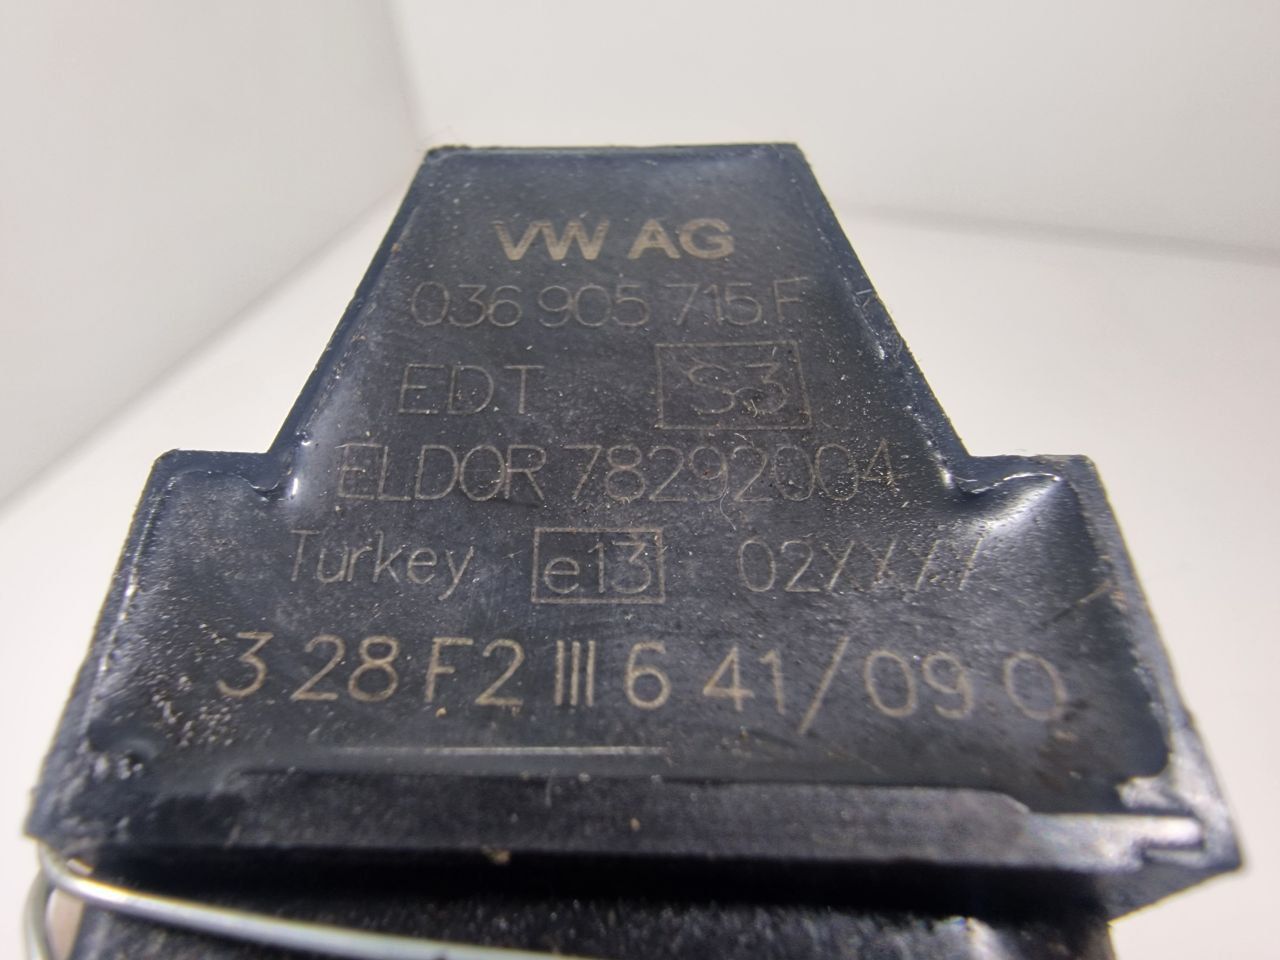 VW AG
036 905 715 F
EDT S3
ELDOR 78292004
Turkey e13 02YYYY
3 28 F2 III 6 41/09 0